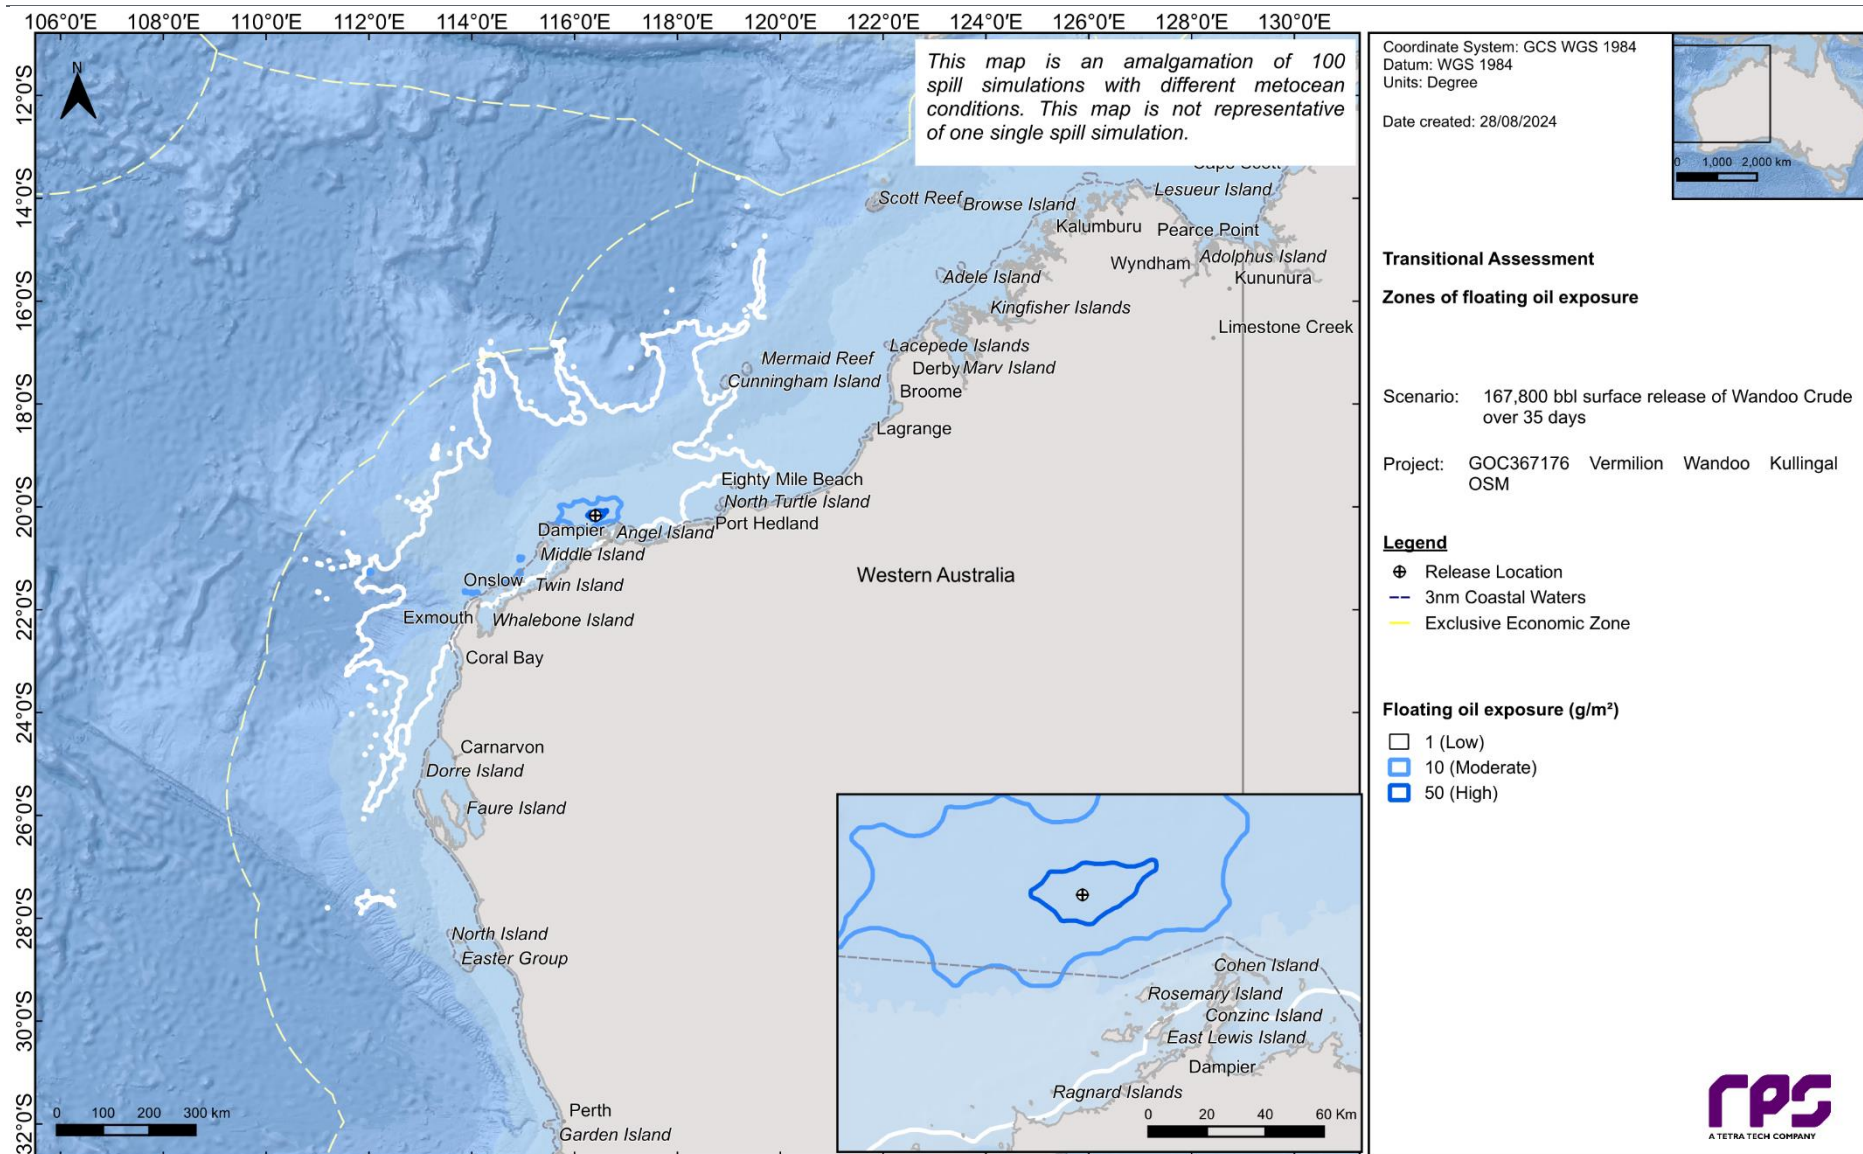 106°0'E 108°0'E 110°0'E 112°0'E 114°0'E 116°0'E 118°0'E 120°0'E 122°0'E 124°0'E 126°0'E 128°0'E 130°0'E
12°0'S
14°0'S
16°0'S
18°0'S
20°0'S
22°0'S
24°0'S
26°0'S
28°0'S
30°0'S
32°0'S
N
This map is an amalgamation of 100
spill simulations with different metocean
conditions. This map is not representative
of one single spill simulation.
Lesueur Island
Scott Reef
Browse Island
Kalumburu
Pearce Point
Wyndham
Adolphus Island
Kununura
Adele Island
Kingfisher Islands
Limestone Creek
Lacepede Islands
Mermaid Reef
Derby
Marv Island
Cunningham Island
Broome
Lagrange
Eighty Mile Beach
North Turtle Island
Port Hedland
Dampier
Angel Island
Middle Island
Western Australia
Onslow
Twin Island
Exmouth
Whalebone Island
Coral Bay
Carnarvon
Dorre Island
Faure Island
North Island
Easter Group
Perth
Garden Island
0 100 200 300 km
Cohen Island
Rosemary Island
Conzinc Island
East Lewis Island
Dampier
Ragnard Islands
0 20 40 60 Km
Coordinate System: GCS WGS 1984
Datum: WGS 1984
Units: Degree
Date created: 28/08/2024
0 1,000 2,000 km
Transitional Assessment
Zones of floating oil exposure
Scenario: 167,800 bbl surface release of Wandoo Crude
over 35 days
Project: GOC367176 Vermilion Wandoo Kullingal
OSM
Legend
Release Location
3nm Coastal Waters
Exclusive Economic Zone
Floating oil exposure (g/m²)
1 (Low)
10 (Moderate)
50 (High)
rps
A TETRA TECH COMPANY